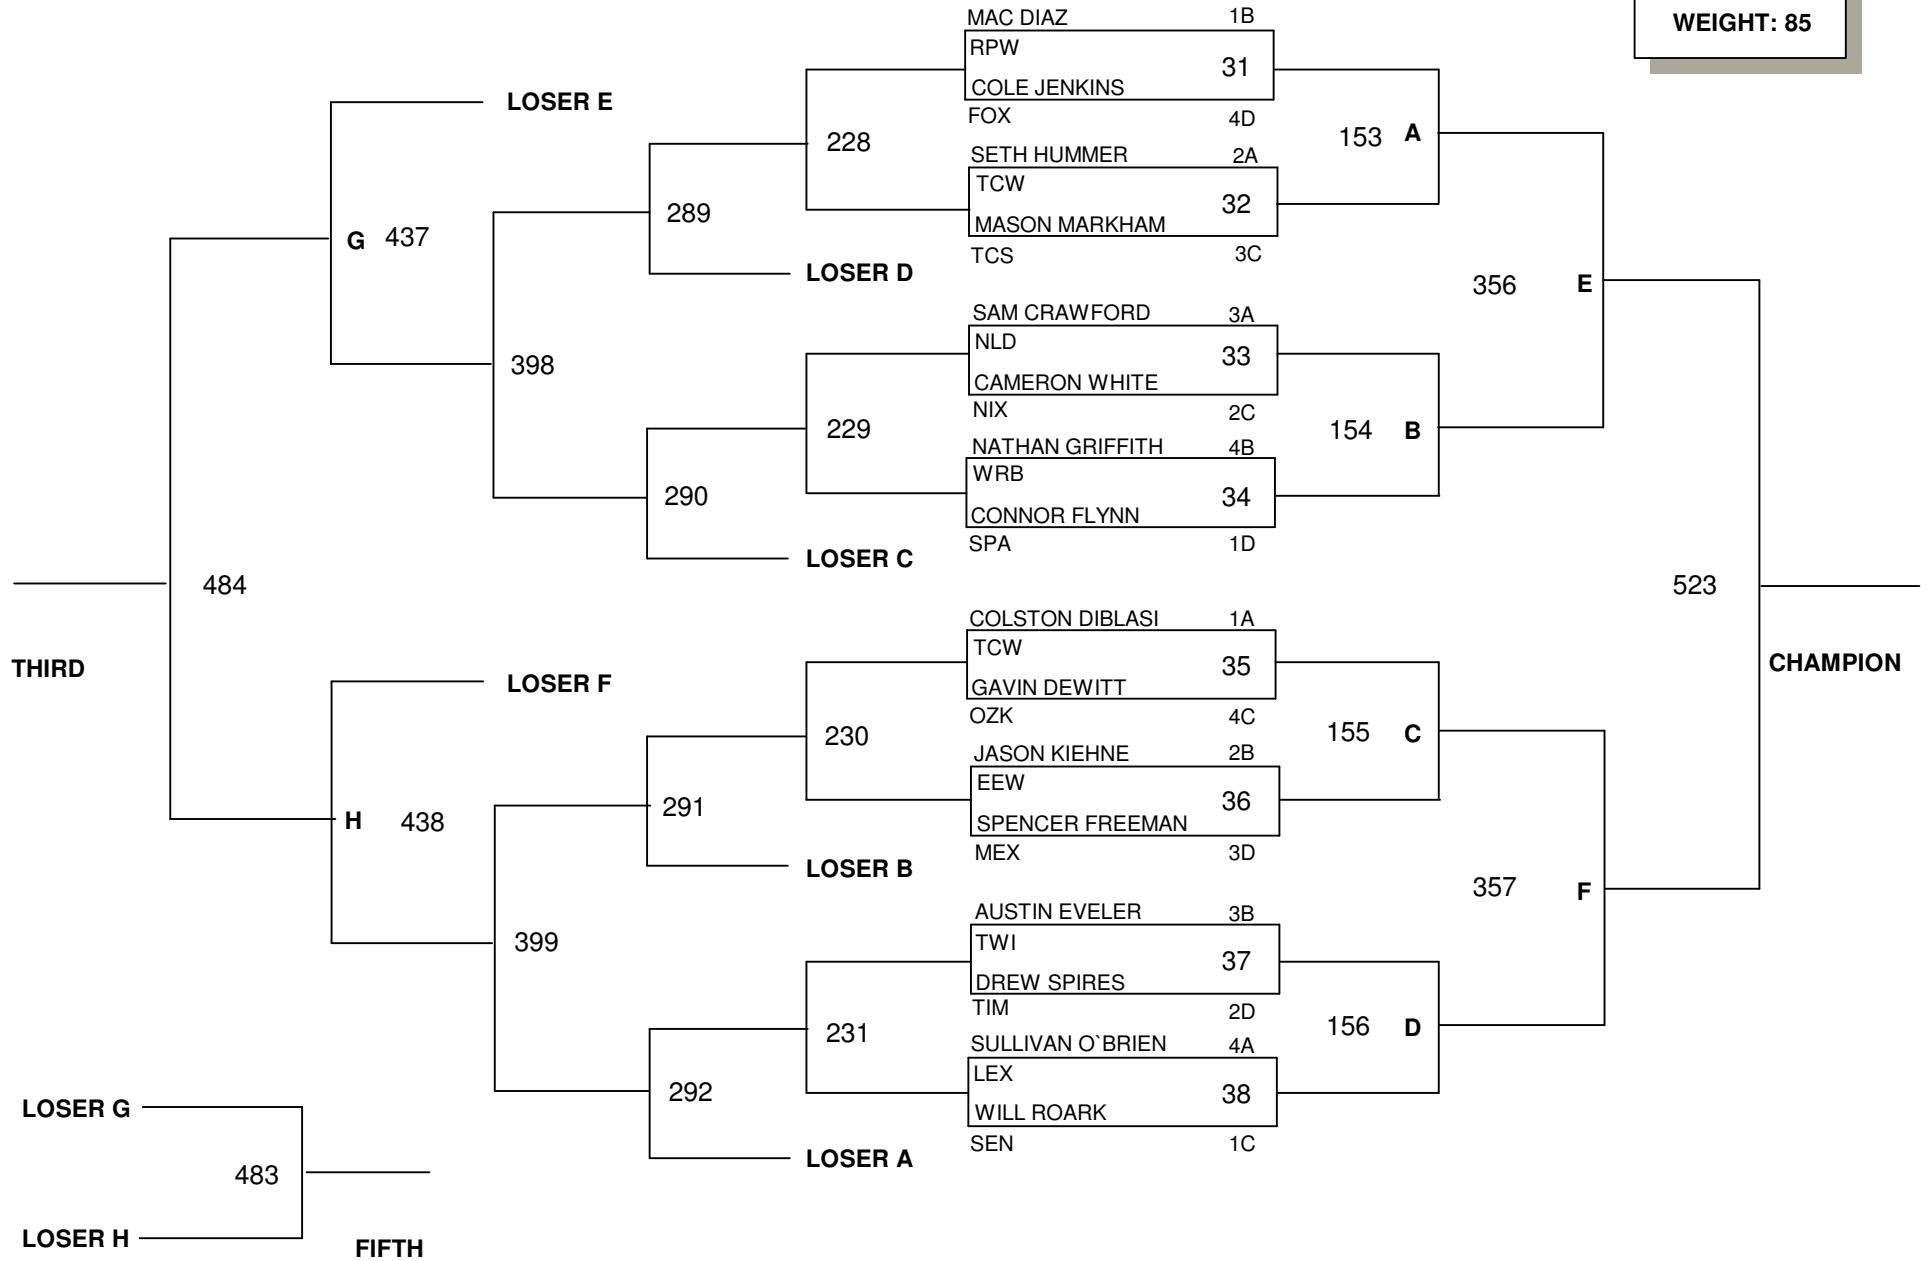 WEIGHT: 85
MAC DIAZ 1B
RPW
31
COLE JENKINS
FOX 4D
SETH HUMMER 2A
TCW
32
MASON MARKHAM
TCS 3C
SAM CRAWFORD 3A
NLD
33
CAMERON WHITE
NIX 2C
NATHAN GRIFFITH 4B
WRB
34
CONNOR FLYNN
SPA 1D
COLSTON DIBLASI 1A
TCW
35
GAVIN DEWITT
OZK 4C
JASON KIEHNE 2B
EEW
36
SPENCER FREEMAN
MEX 3D
AUSTIN EVELER 3B
TWI
37
DREW SPIRES
TIM 2D
SULLIVAN O`BRIEN 4A
LEX
38
WILL ROARK
SEN 1C
153 A
154 B
155 C
156 D
356 E
357 F
523
CHAMPION
228
229
230
231
289
LOSER D
290
LOSER C
291
LOSER B
292
LOSER A
398
399
LOSER E
G 437
LOSER F
H 438
484
THIRD
LOSER G
483
LOSER H
FIFTH